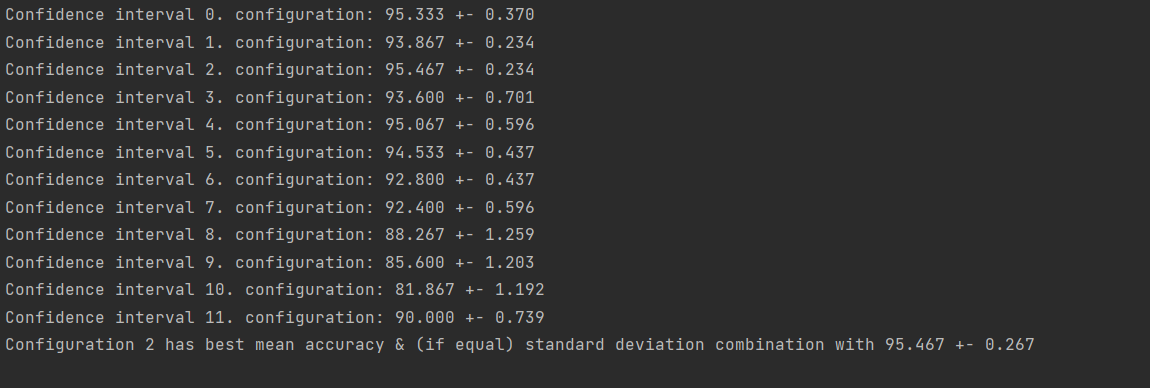 Confidence interval 0. configuration: 95.333 +- 0.370
Confidence interval 1. configuration: 93.867 +- 0.234
Confidence interval 2. configuration: 95.467 +- 0.234
Confidence interval 3. configuration: 93.600 +- 0.701
Confidence interval 4. configuration: 95.067 +- 0.596
Confidence interval 5. configuration: 94.533 +- 0.437
Confidence interval 6. configuration: 92.800 +- 0.437
Confidence interval 7. configuration: 92.400 +- 0.596
Confidence interval 8. configuration: 88.267 +- 1.259
Confidence interval 9. configuration: 85.600 +- 1.203
Confidence interval 10. configuration: 81.867 +- 1.192
Confidence interval 11. configuration: 90.000 +- 0.739
Configuration 2 has best mean accuracy & (if equal) standard deviation combination with 95.467 +- 0.267